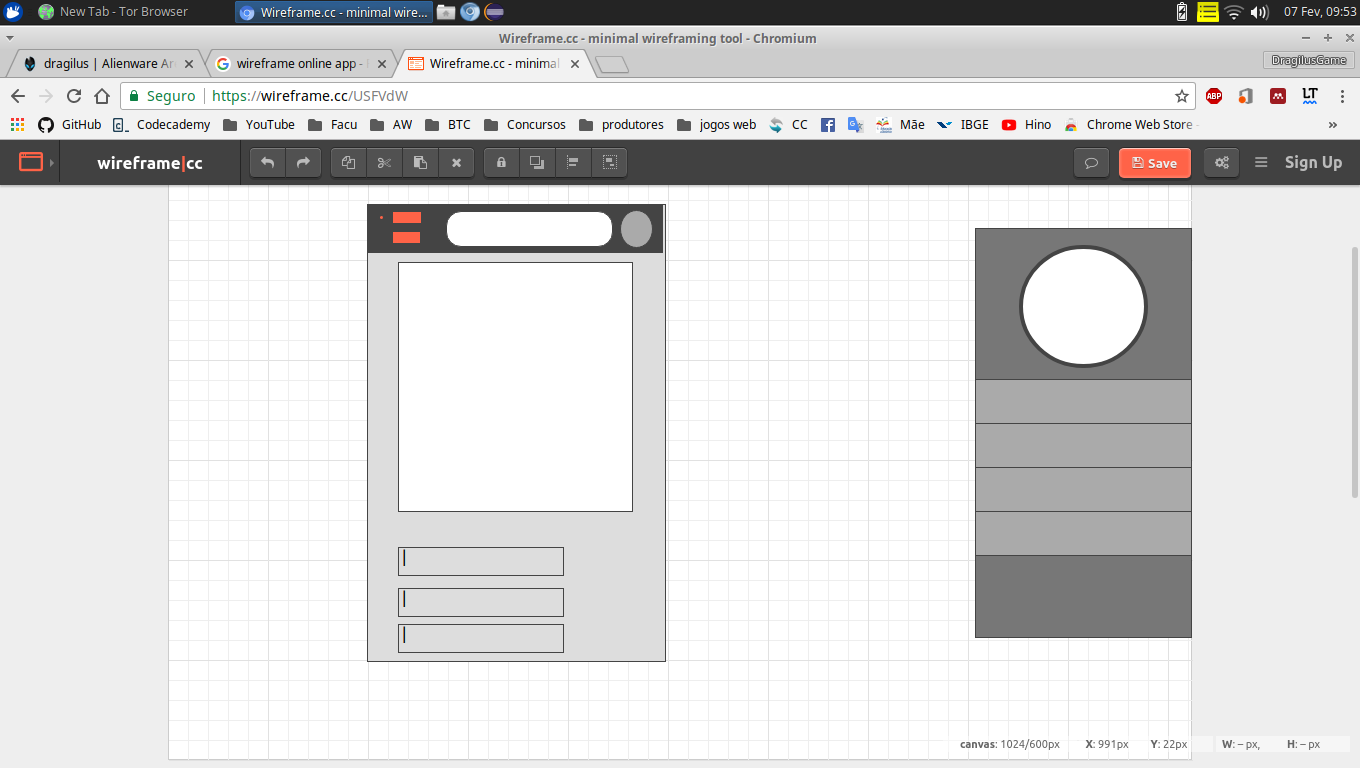 New Tab - Tor Browser
Wireframe.cc - minimal wire...
07 Fev, 09:53
Wireframe.cc - minimal wireframing tool - Chromium
dragilus | Alienware Ar
wireframe online app -
Wireframe.cc - minimal
DragilusGame
Seguro
https://wireframe.cc/USFVdW
ABP
LT
GitHub
Codecademy
YouTube
Facu
AW
BTC
Concursos
produtores
jogos web
CC
Mãe
IBGE
Hino
Chrome Web Store -
»
wireframe|cc
Save
Sign Up
canvas: 1024/600px X: 991px Y: 22px W: – px, H: – px